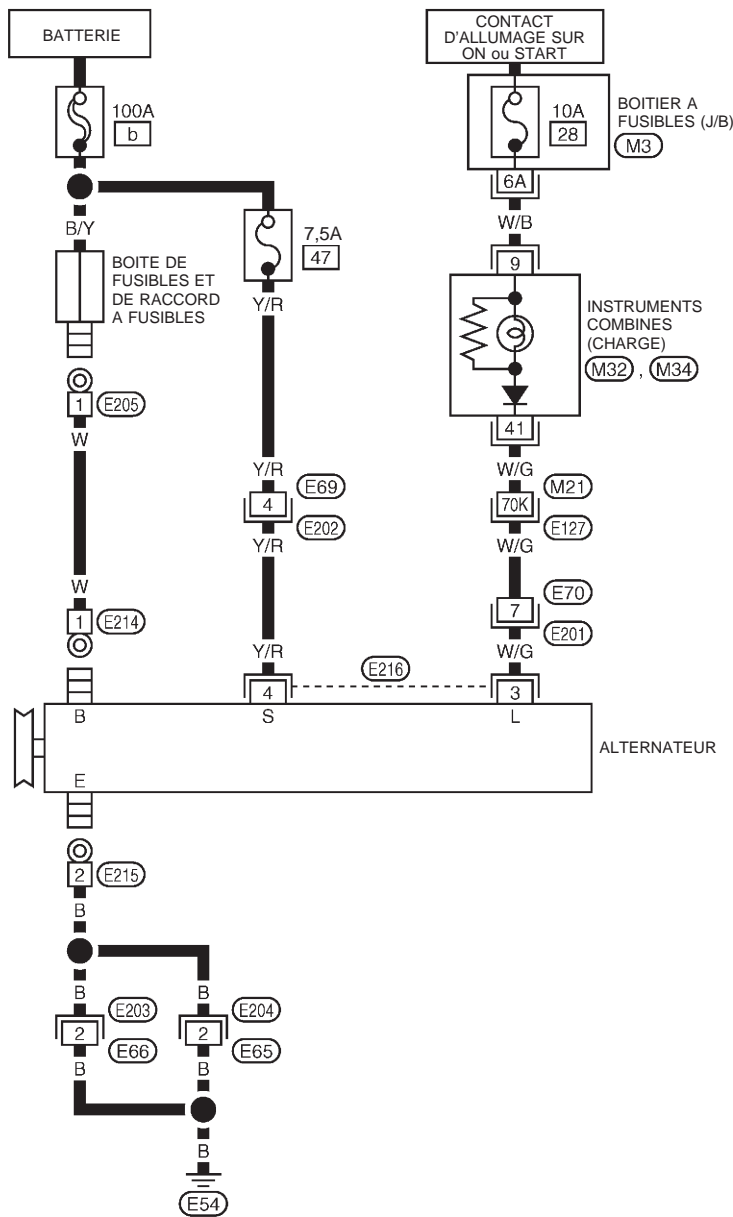 BATTERIE
CONTACT
D'ALLUMAGE SUR
ON ou START
100A
b
10A
28
BOITIER A
FUSIBLES (J/B)
M3
6A
B/Y
7,5A
47
W/B
BOITE DE
FUSIBLES ET
DE RACCORD
A FUSIBLES
Y/R
9
INSTRUMENTS
COMBINES
(CHARGE)
M32 , M34
1
E205
W
41
Y/R
W/G
4
E69
E202
70K
M21
E127
Y/R
W/G
W
1
E214
7
E70
E201
Y/R
W/G
4
E216
3
B
S
L
ALTERNATEUR
E
2
E215
B
B
B
2
E203
E66
2
E204
E65
B
B
B
E54